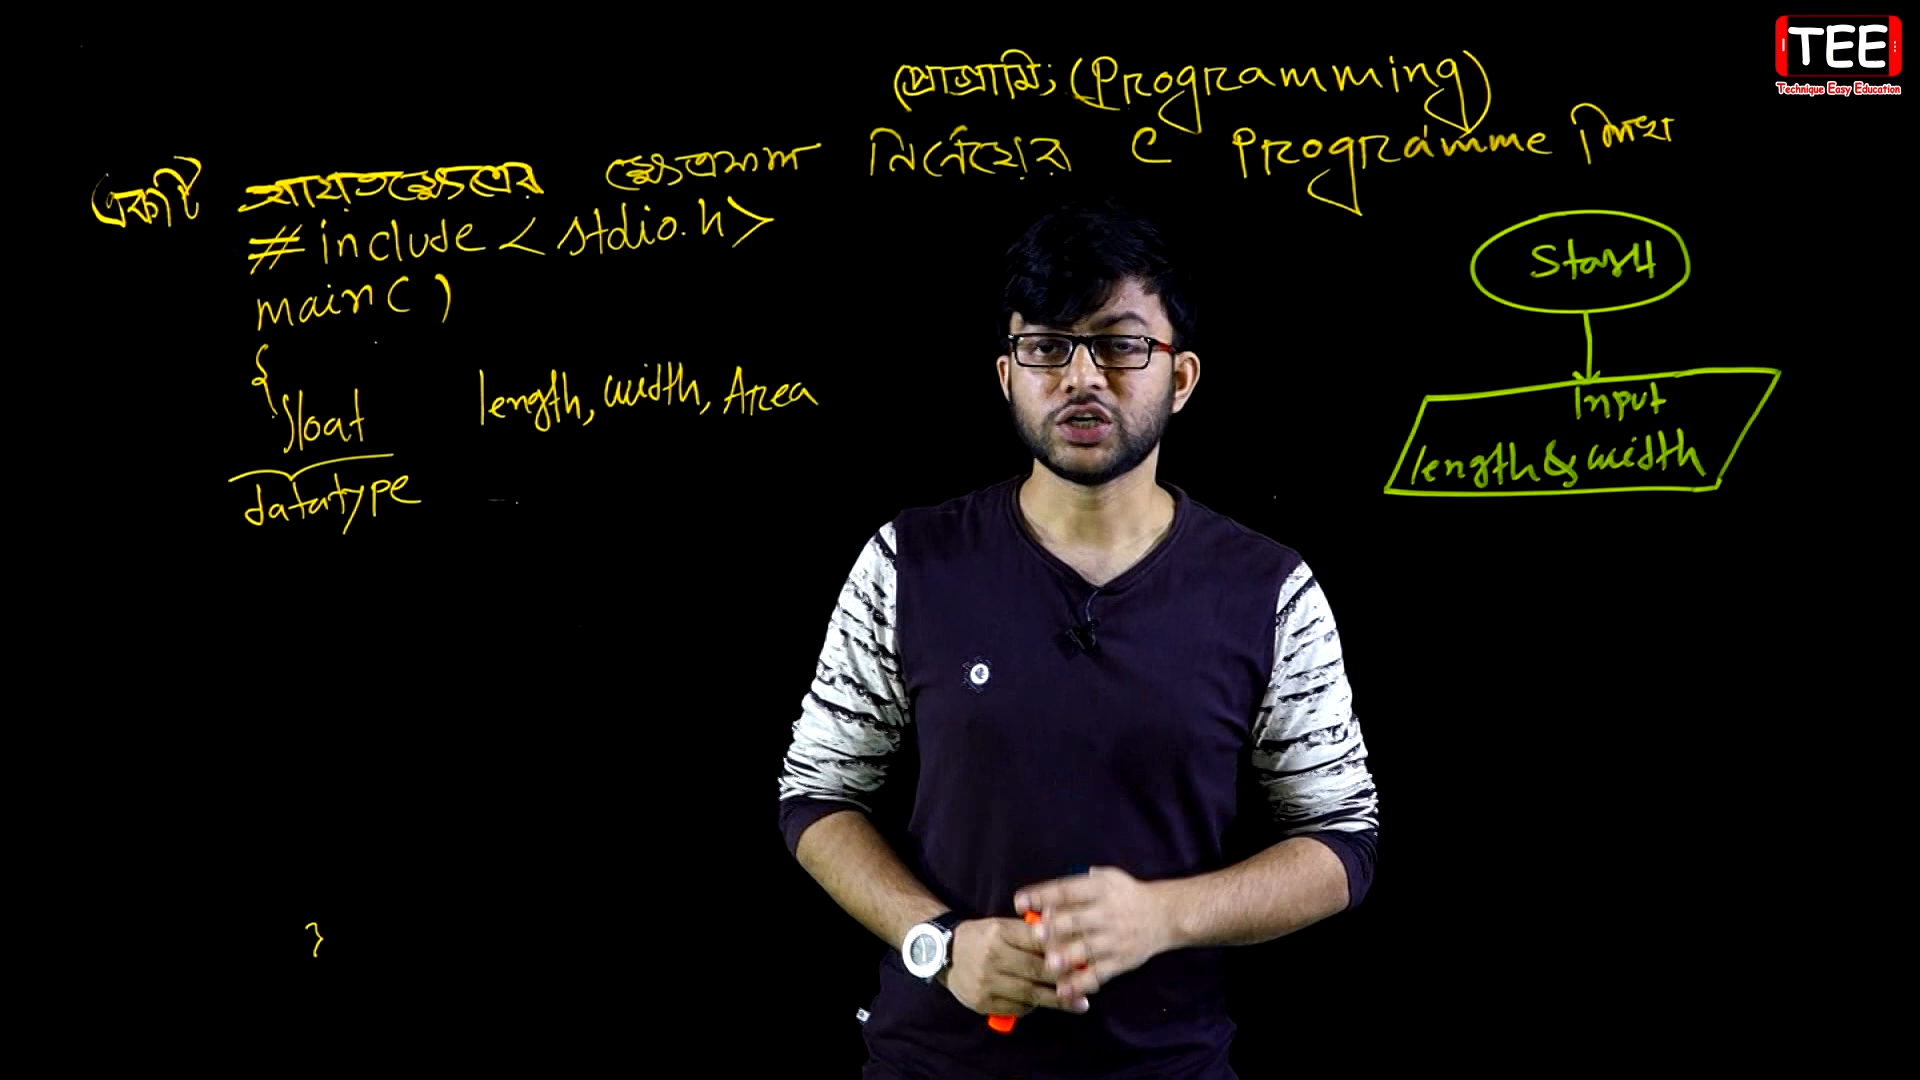 TEE
Technique Easy Education
প্রোগ্রামিং (Programming)
একটি আয়তক্ষেত্রের ক্ষেত্রফল নির্ণয়ের C Programme লিখ
#include < stdio.h>
main( )
{
float length, width, Area
datatype
}
Start
Input
length & width